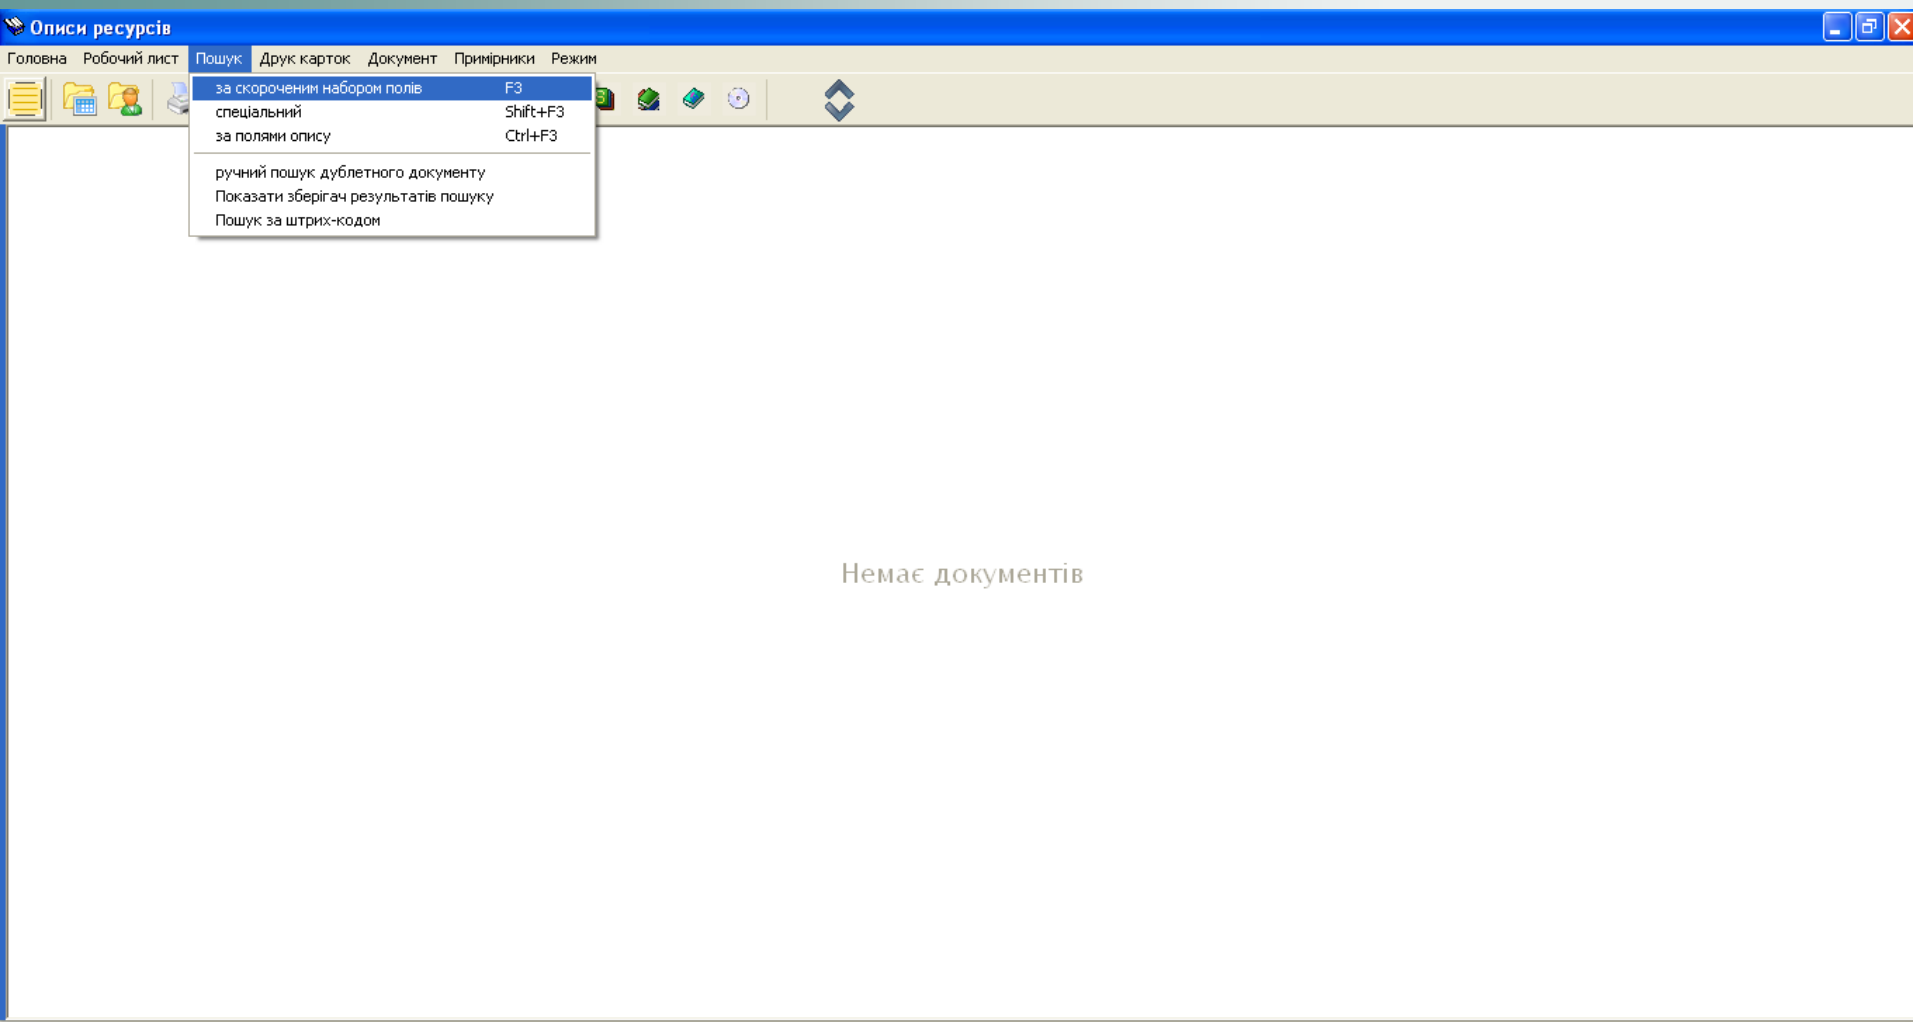 Описи ресурсів
Головна Робочий лист Пошук Друк карток Документ Примірники Режим
за скороченим набором полів F3
спеціальний Shift+F3
за полями опису Ctrl+F3
ручний пошук дублетного документу
Показати зберігач результатів пошуку
Пошук за штрих-кодом
Немає документів